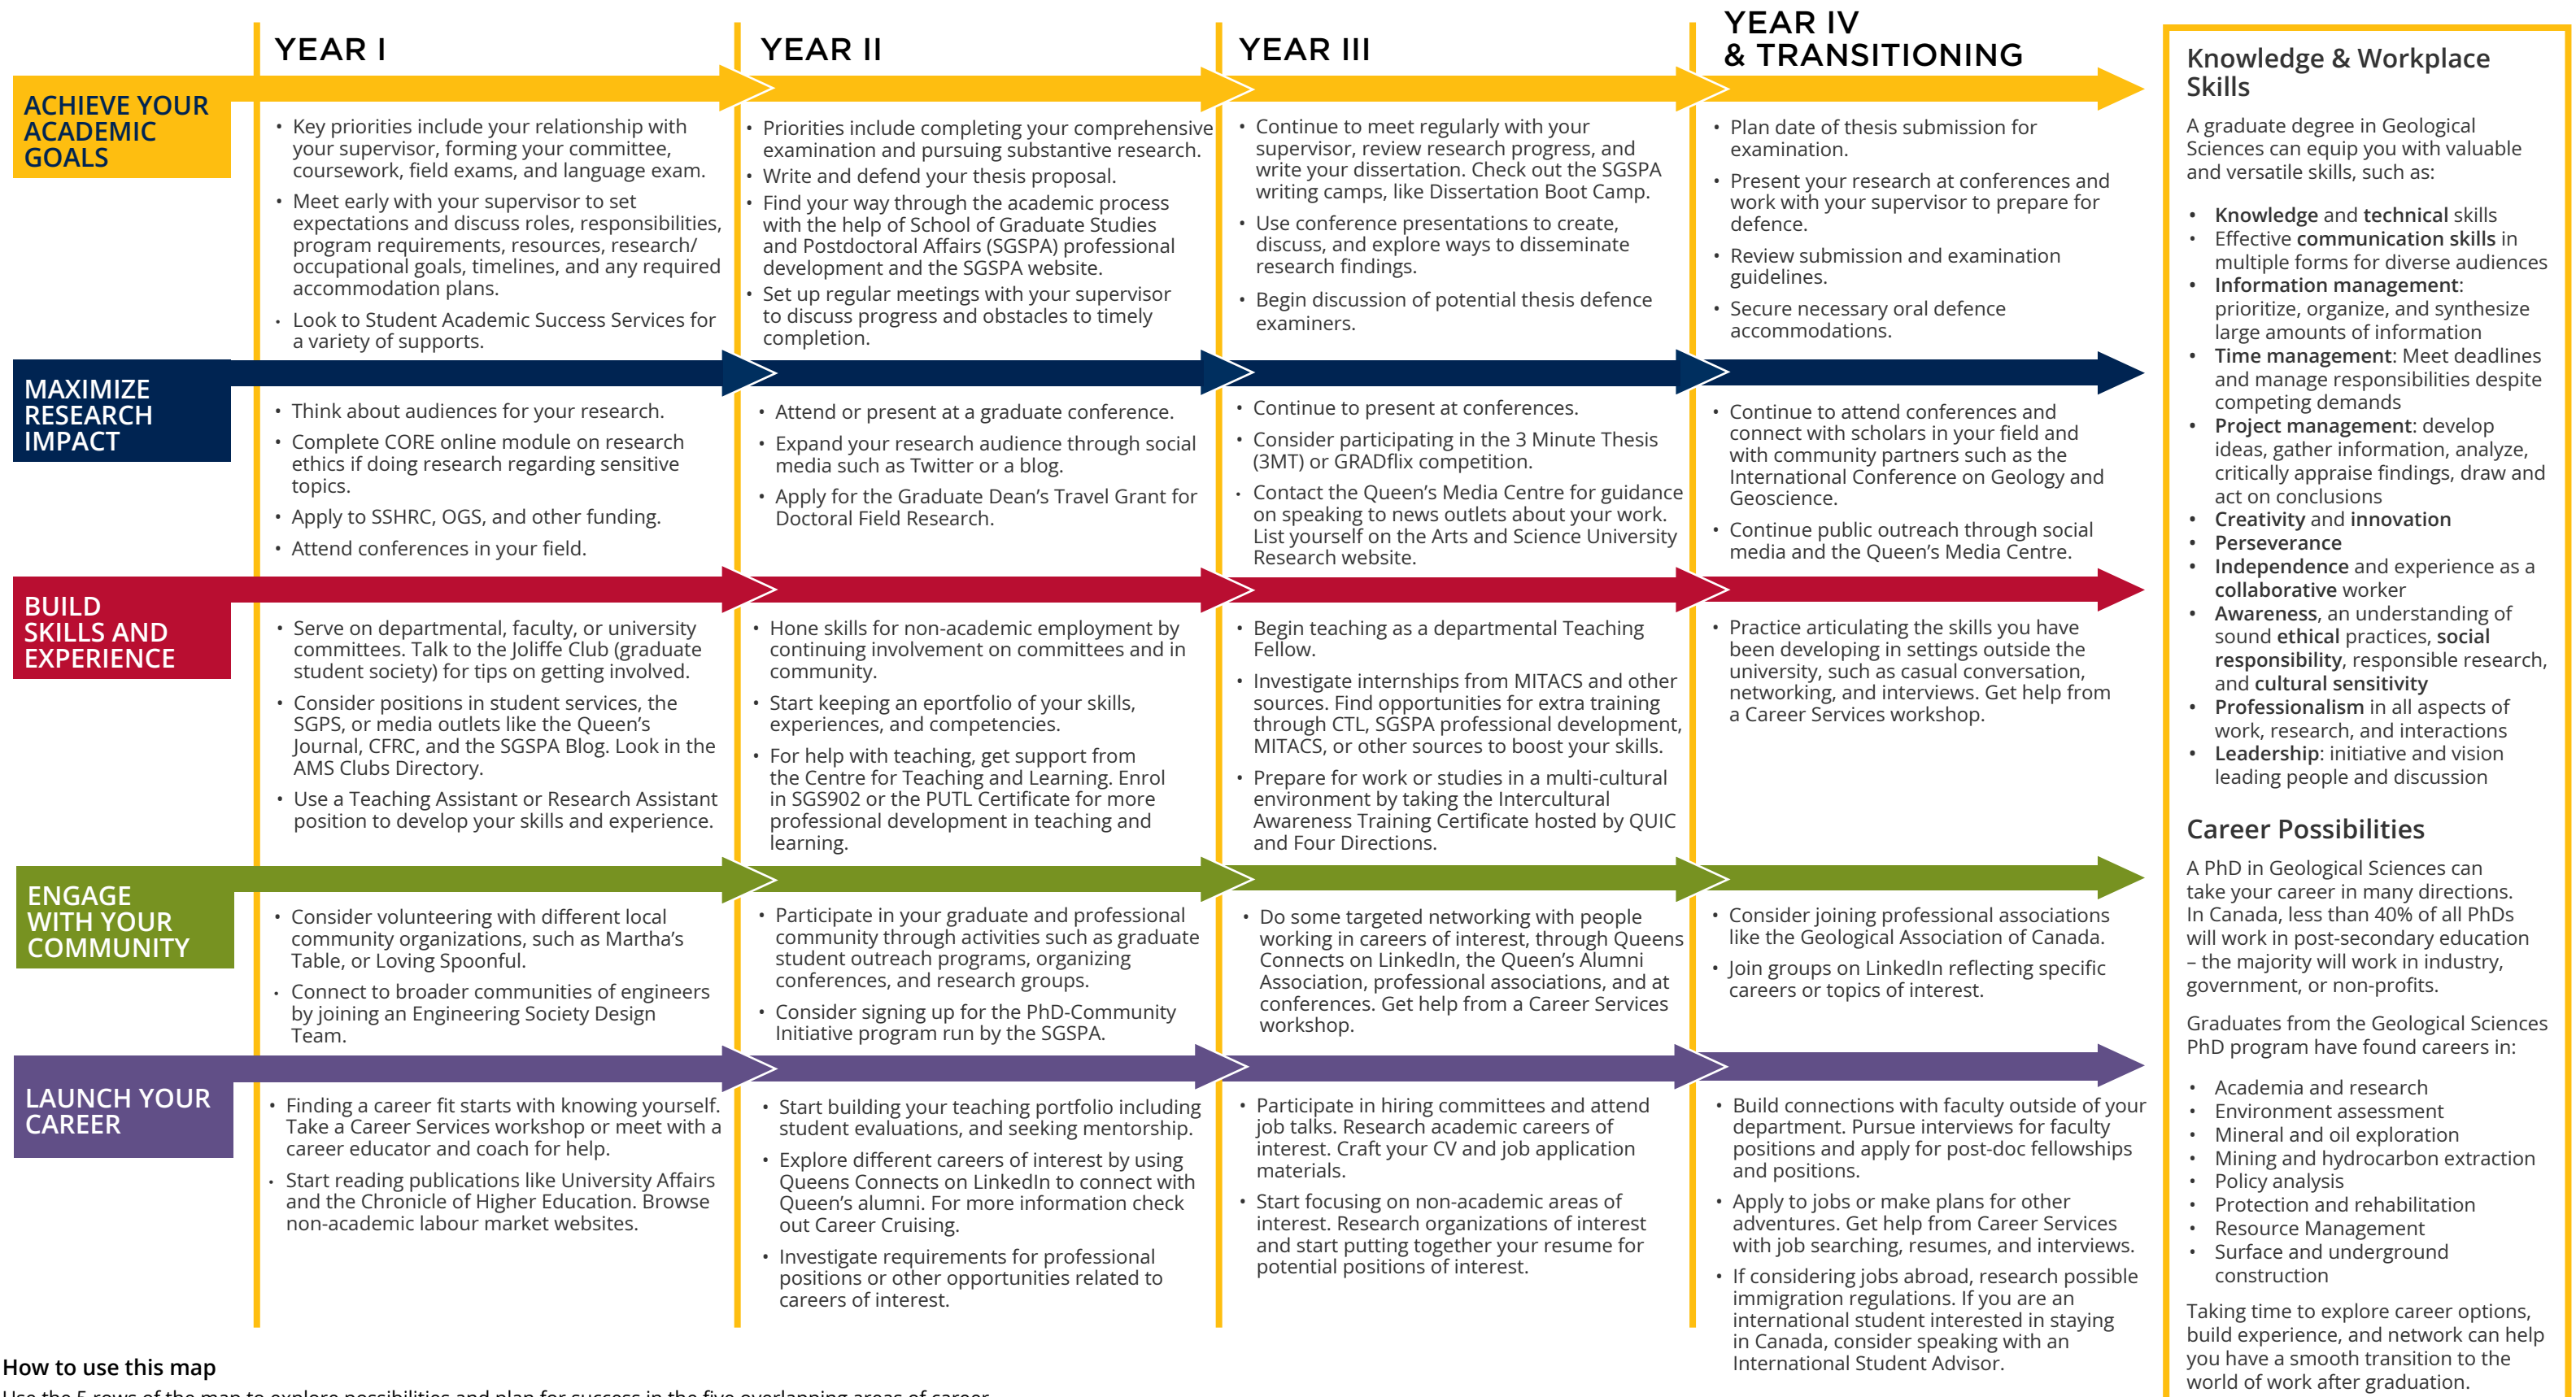 YEAR I
YEAR II
YEAR III
YEAR IV
& TRANSITIONING
ACHIEVE YOUR
ACADEMIC
GOALS
• Key priorities include your relationship with
your supervisor, forming your committee,
coursework, field exams, and language exam.
• Meet early with your supervisor to set
expectations and discuss roles, responsibilities,
program requirements, resources, research/
occupational goals, timelines, and any required
accommodation plans.
• Look to Student Academic Success Services for
a variety of supports.
• Priorities include completing your comprehensive
examination and pursuing substantive research.
• Write and defend your thesis proposal.
• Find your way through the academic process
with the help of School of Graduate Studies
and Postdoctoral Affairs (SGSPA) professional
development and the SGSPA website.
• Set up regular meetings with your supervisor
to discuss progress and obstacles to timely
completion.
• Continue to meet regularly with your
supervisor, review research progress, and
write your dissertation. Check out the SGSPA
writing camps, like Dissertation Boot Camp.
• Use conference presentations to create,
discuss, and explore ways to disseminate
research findings.
• Begin discussion of potential thesis defence
examiners.
• Plan date of thesis submission for
examination.
• Present your research at conferences and
work with your supervisor to prepare for
defence.
• Review submission and examination
guidelines.
• Secure necessary oral defence
accommodations.
MAXIMIZE
RESEARCH
IMPACT
• Think about audiences for your research.
• Complete CORE online module on research
ethics if doing research regarding sensitive
topics.
• Apply to SSHRC, OGS, and other funding.
• Attend conferences in your field.
• Attend or present at a graduate conference.
• Expand your research audience through social
media such as Twitter or a blog.
• Apply for the Graduate Dean's Travel Grant for
Doctoral Field Research.
• Continue to present at conferences.
• Consider participating in the 3 Minute Thesis
(3MT) or GRADflix competition.
• Contact the Queen's Media Centre for guidance
on speaking to news outlets about your work.
List yourself on the Arts and Science University
Research website.
• Continue to attend conferences and
connect with scholars in your field and
with community partners such as the
International Conference on Geology and
Geoscience.
• Continue public outreach through social
media and the Queen's Media Centre.
BUILD
SKILLS AND
EXPERIENCE
• Serve on departmental, faculty, or university
committees. Talk to the Joliffe Club (graduate
student society) for tips on getting involved.
• Consider positions in student services, the
SGPS, or media outlets like the Queen's
Journal, CFRC, and the SGSPA Blog. Look in the
AMS Clubs Directory.
• Use a Teaching Assistant or Research Assistant
position to develop your skills and experience.
• Hone skills for non-academic employment by
continuing involvement on committees and in
community.
• Start keeping an eportfolio of your skills,
experiences, and competencies.
• For help with teaching, get support from
the Centre for Teaching and Learning. Enrol
in SGS902 or the PUTL Certificate for more
professional development in teaching and
learning.
• Begin teaching as a departmental Teaching
Fellow.
• Investigate internships from MITACS and other
sources. Find opportunities for extra training
through CTL, SGSPA professional development,
MITACS, or other sources to boost your skills.
• Prepare for work or studies in a multi-cultural
environment by taking the Intercultural
Awareness Training Certificate hosted by QUIC
and Four Directions.
• Practice articulating the skills you have
been developing in settings outside the
university, such as casual conversation,
networking, and interviews. Get help from
a Career Services workshop.
ENGAGE
WITH YOUR
COMMUNITY
• Consider volunteering with different local
community organizations, such as Martha's
Table, or Loving Spoonful.
• Connect to broader communities of engineers
by joining an Engineering Society Design
Team.
• Participate in your graduate and professional
community through activities such as graduate
student outreach programs, organizing
conferences, and research groups.
• Consider signing up for the PhD-Community
Initiative program run by the SGSPA.
• Do some targeted networking with people
working in careers of interest, through Queens
Connects on LinkedIn, the Queen's Alumni
Association, professional associations, and at
conferences. Get help from a Career Services
workshop.
• Consider joining professional associations
like the Geological Association of Canada.
• Join groups on LinkedIn reflecting specific
careers or topics of interest.
LAUNCH YOUR
CAREER
• Finding a career fit starts with knowing yourself.
Take a Career Services workshop or meet with a
career educator and coach for help.
• Start reading publications like University Affairs
and the Chronicle of Higher Education. Browse
non-academic labour market websites.
• Start building your teaching portfolio including
student evaluations, and seeking mentorship.
• Explore different careers of interest by using
Queens Connects on LinkedIn to connect with
Queen's alumni. For more information check
out Career Cruising.
• Investigate requirements for professional
positions or other opportunities related to
careers of interest.
• Participate in hiring committees and attend
job talks. Research academic careers of
interest. Craft your CV and job application
materials.
• Start focusing on non-academic areas of
interest. Research organizations of interest
and start putting together your resume for
potential positions of interest.
• Build connections with faculty outside of your
department. Pursue interviews for faculty
positions and apply for post-doc fellowships
and positions.
• Apply to jobs or make plans for other
adventures. Get help from Career Services
with job searching, resumes, and interviews.
• If considering jobs abroad, research possible
immigration regulations. If you are an
international student interested in staying
in Canada, consider speaking with an
International Student Advisor.
Knowledge & Workplace
Skills
A graduate degree in Geological
Sciences can equip you with valuable
and versatile skills, such as:
• Knowledge and technical skills
• Effective communication skills in
multiple forms for diverse audiences
• Information management:
prioritize, organize, and synthesize
large amounts of information
• Time management: Meet deadlines
and manage responsibilities despite
competing demands
• Project management: develop
ideas, gather information, analyze,
critically appraise findings, draw and
act on conclusions
• Creativity and innovation
• Perseverance
• Independence and experience as a
collaborative worker
• Awareness, an understanding of
sound ethical practices, social
responsibility, responsible research,
and cultural sensitivity
• Professionalism in all aspects of
work, research, and interactions
• Leadership: initiative and vision
leading people and discussion
Career Possibilities
A PhD in Geological Sciences can
take your career in many directions.
In Canada, less than 40% of all PhDs
will work in post-secondary education
– the majority will work in industry,
government, or non-profits.
Graduates from the Geological Sciences
PhD program have found careers in:
• Academia and research
• Environment assessment
• Mineral and oil exploration
• Mining and hydrocarbon extraction
• Policy analysis
• Protection and rehabilitation
• Resource Management
• Surface and underground
construction
Taking time to explore career options,
build experience, and network can help
you have a smooth transition to the
world of work after graduation.
How to use this map
Use the 5 rows of the map to explore possibilities and plan for success in the five overlapping areas of career